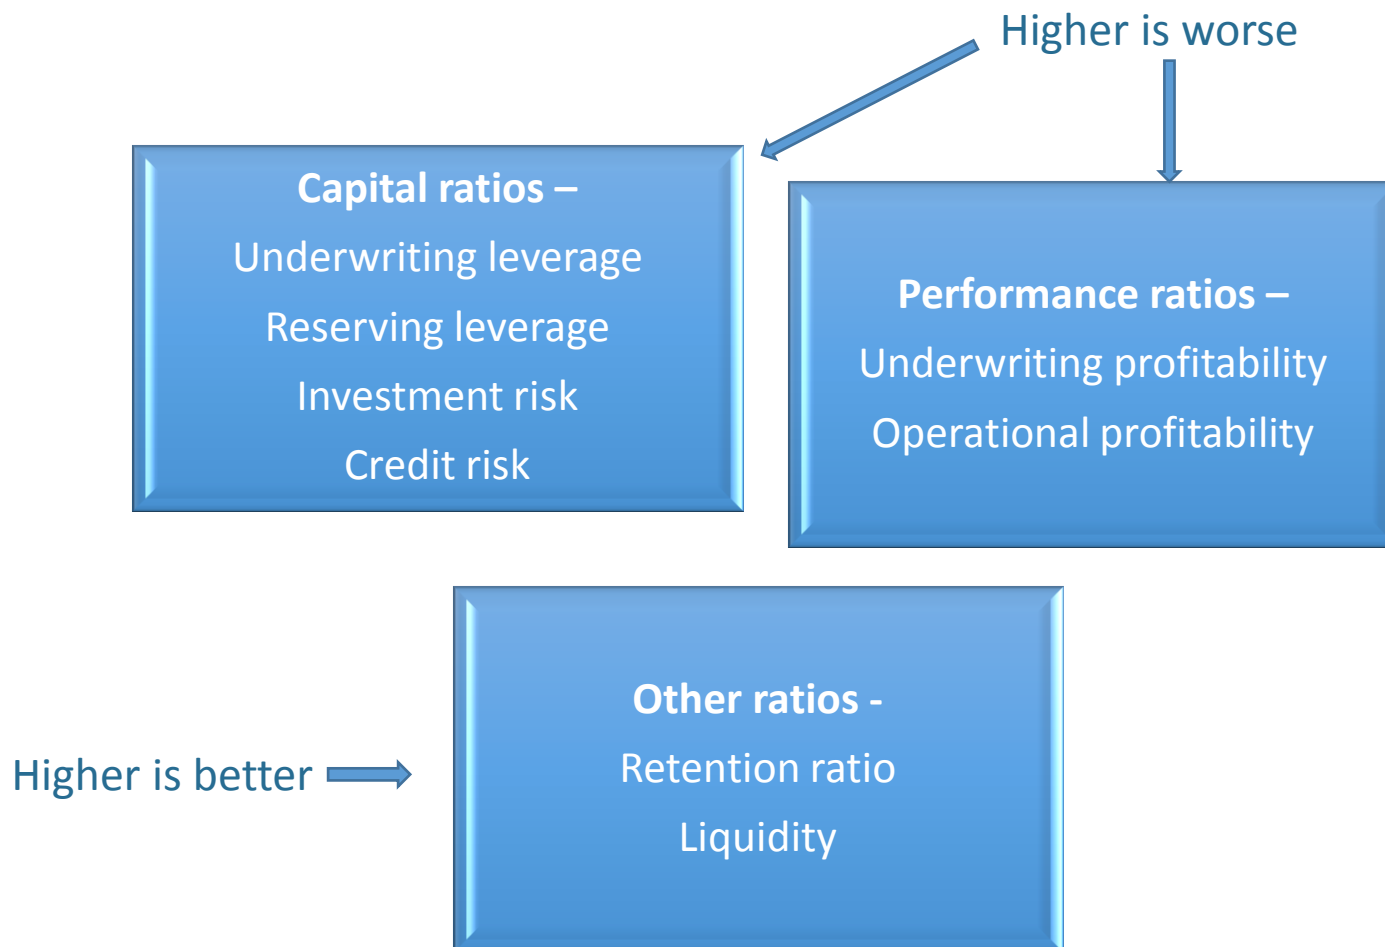 Higher is worse
Capital ratios –
Underwriting leverage
Reserving leverage
Investment risk
Credit risk
Performance ratios –
Underwriting profitability
Operational profitability
Other ratios -
Retention ratio
Liquidity
Higher is better